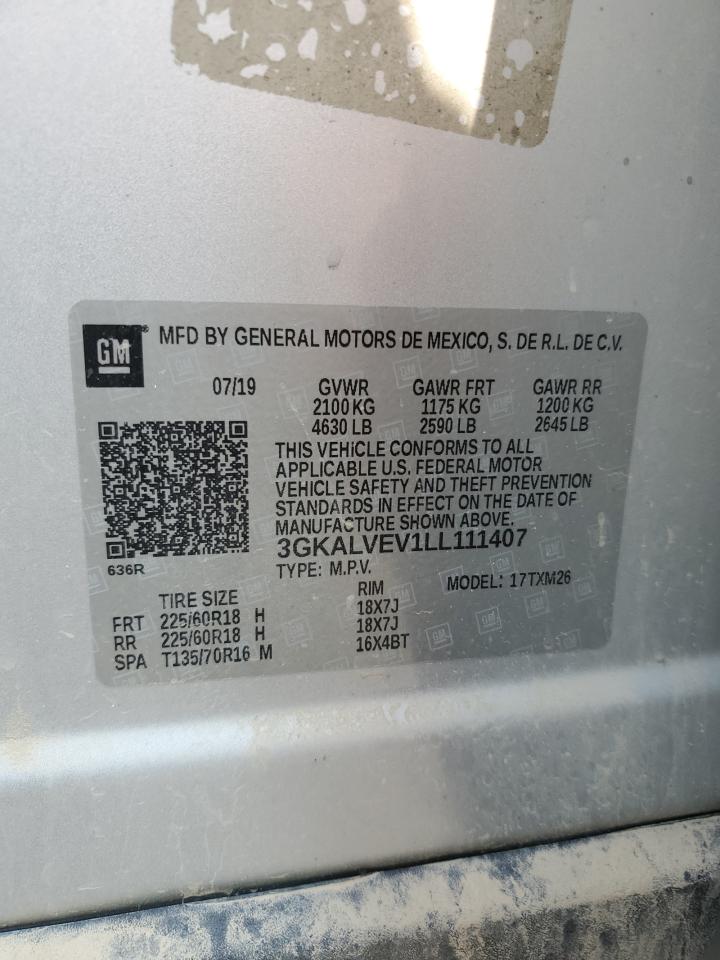 GM ® MFD BY GENERAL MOTORS DE MEXICO, S. DE R.L. DE C.V.
07/19 GVWR GAWR FRT GAWR RR
2100 KG 1175 KG 1200 KG
4630 LB 2590 LB 2645 LB
THIS VEHICLE CONFORMS TO ALL
APPLICABLE U.S. FEDERAL MOTOR
VEHICLE SAFETY AND THEFT PREVENTION
STANDARDS IN EFFECT ON THE DATE OF
MANUFACTURE SHOWN ABOVE.
3GKALVEV1LL111407
636R
TYPE: M.P.V. MODEL: 17TXM26
TIRE SIZE RIM
FRT 225/60R18 H 18X7J
RR 225/60R18 H 18X7J
SPA T135/70R16 M 16X4BT